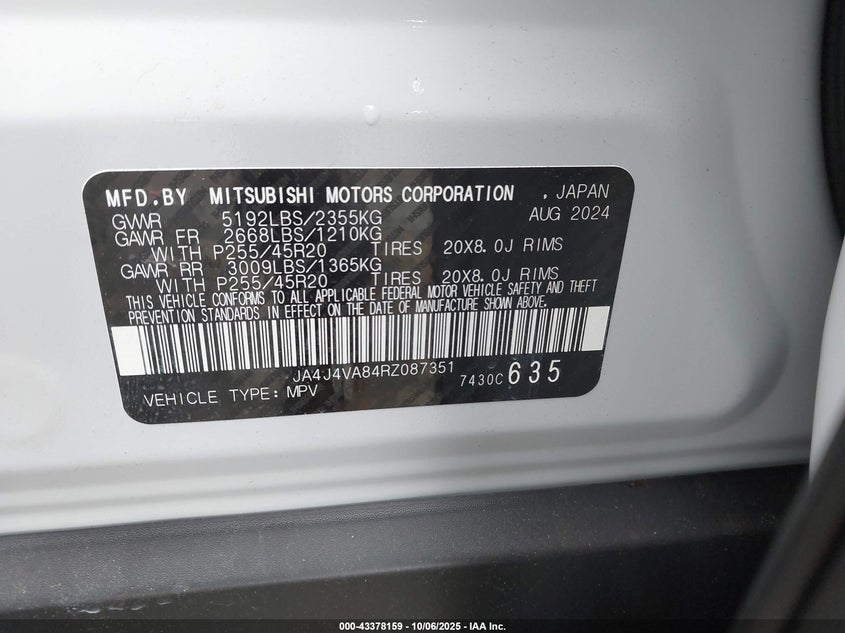 MFD.BY MITSUBISHI MOTORS CORPORATION , JAPAN
GVWR 5192LBS/2355KG AUG 2024
GAWR FR 2668LBS/1210KG
WITH P255/45R20 TIRES 20X8.0J RIMS
GAWR RR 3009LBS/1365KG
WITH P255/45R20 TIRES 20X8.0J RIMS
THIS VEHICLE CONFORMS TO ALL APPLICABLE FEDERAL MOTOR VEHICLE SAFETY AND THEFT
PREVENTION STANDARDS IN EFFECT ON THE DATE OF MANUFACTURE SHOWN ABOVE.
JA4J4VA84RZ087351
7430C 635
VEHICLE TYPE: MPV
000-43378159 - 10/06/2025 - IAA Inc.